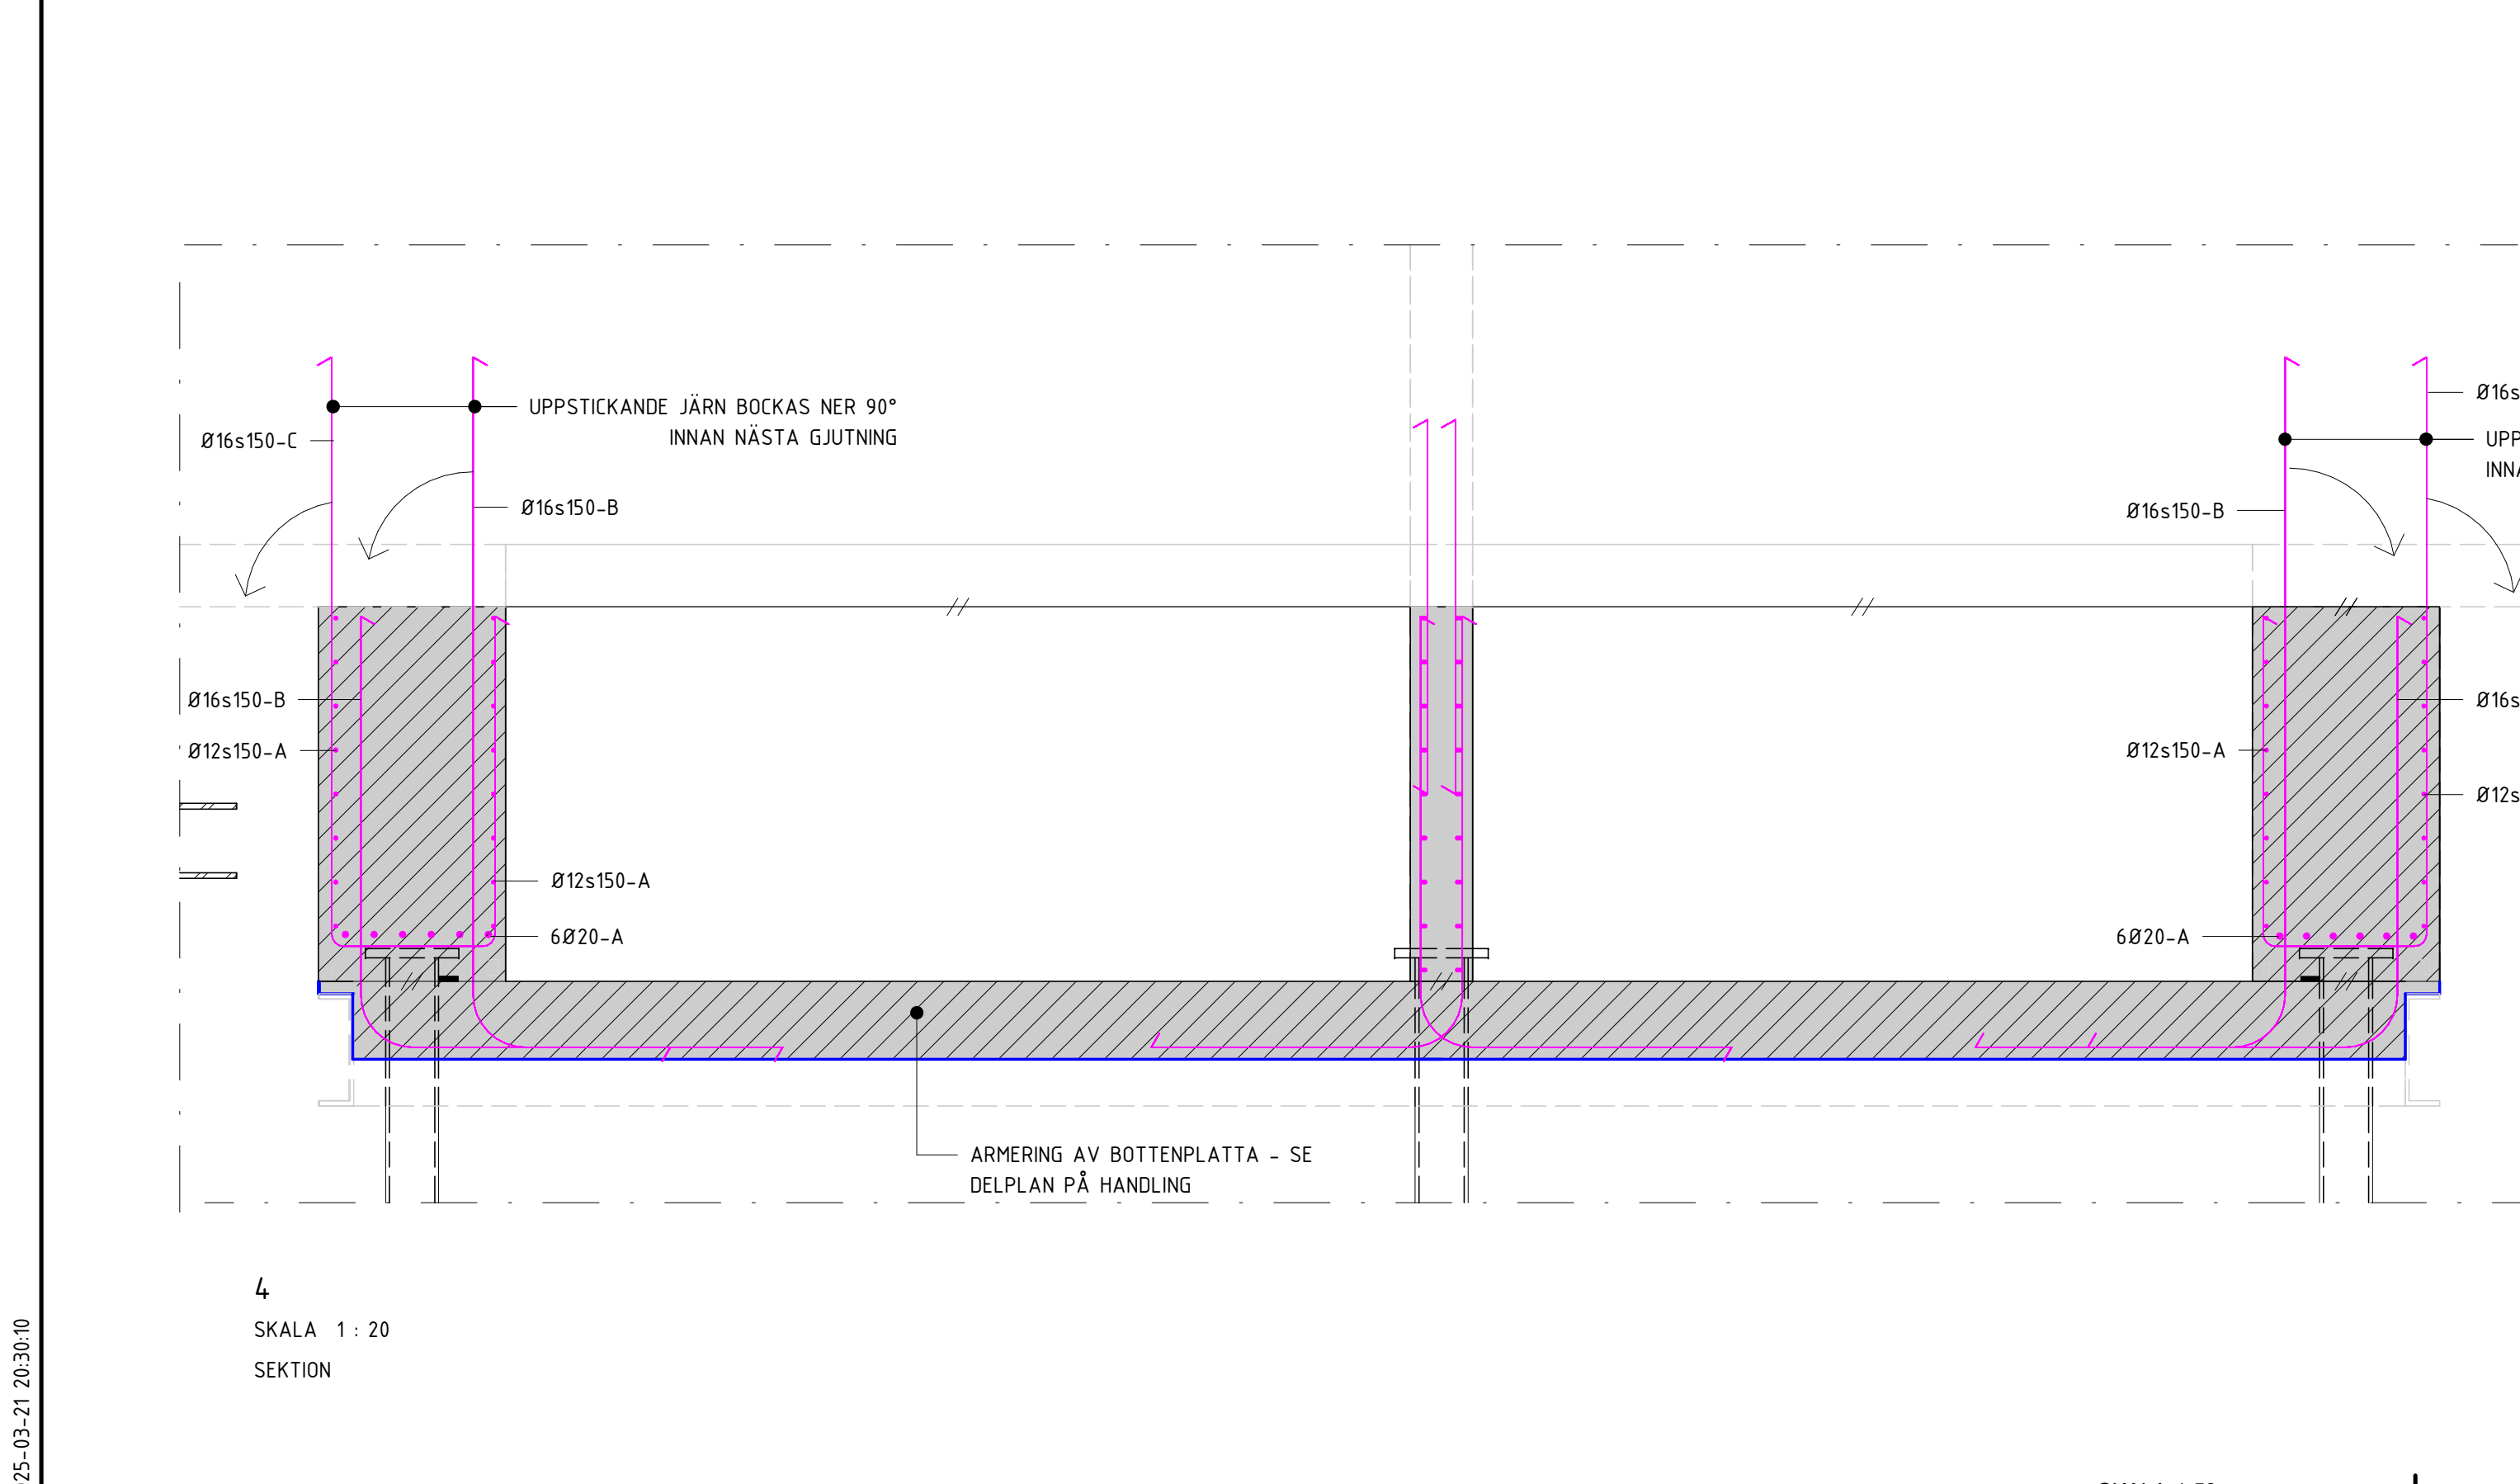 UPPSTICKANDE JÄRN BOCKAS NER 90°
INNAN NÄSTA GJUTNING
Ø16s150-C
Ø16s150-B
Ø16s150-B
Ø12s150-A
Ø12s150-A
6Ø20-A
Ø16s
UPP
INNA
Ø16s150-B
Ø16s
Ø12s150-A
Ø12s
6Ø20-A
ARMERING AV BOTTENPLATTA - SE
DELPLAN PÅ HANDLING
4
SKALA 1 : 20
SEKTION
25-03-21 20:30:10